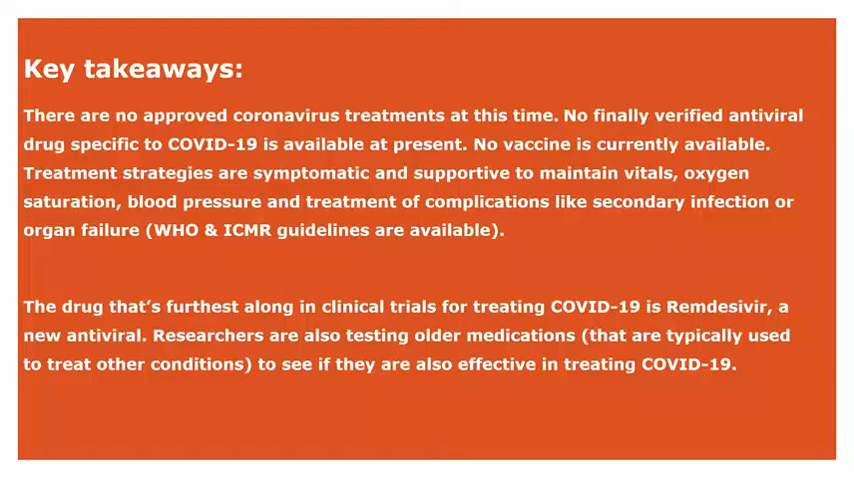 Key takeaways:
There are no approved coronavirus treatments at this time. No finally verified antiviral
drug specific to COVID-19 is available at present. No vaccine is currently available.
Treatment strategies are symptomatic and supportive to maintain vitals, oxygen
saturation, blood pressure and treatment of complications like secondary infection or
organ failure (WHO & ICMR guidelines are available).
The drug that’s furthest along in clinical trials for treating COVID-19 is Remdesivir, a
new antiviral. Researchers are also testing older medications (that are typically used
to treat other conditions) to see if they are also effective in treating COVID-19.